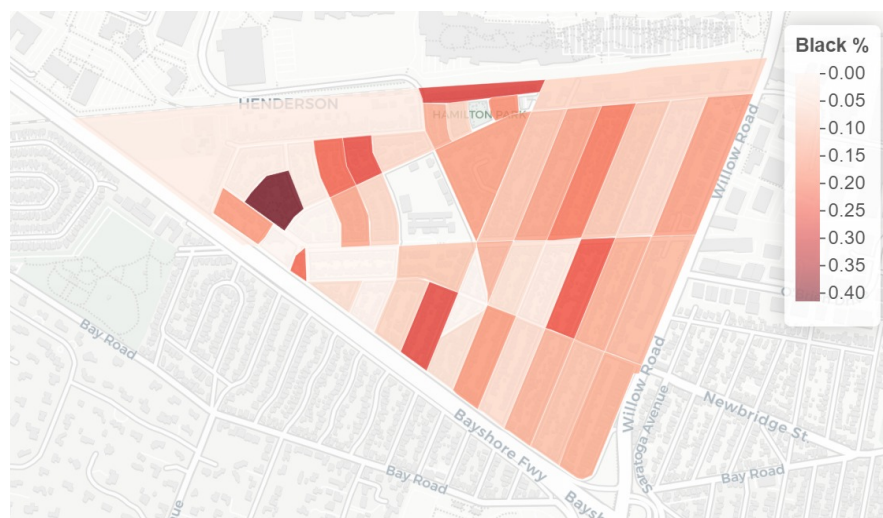 Black %
0.00
0.05
0.10
0.15
0.20
0.25
0.30
0.35
0.40
HENDERSON
HAMILTON PARK
Willow Road
Bay Road
Willow Road
Saratoga Avenue
Newbridge St
Bayshore Fwy
Bay Road
Bay Road